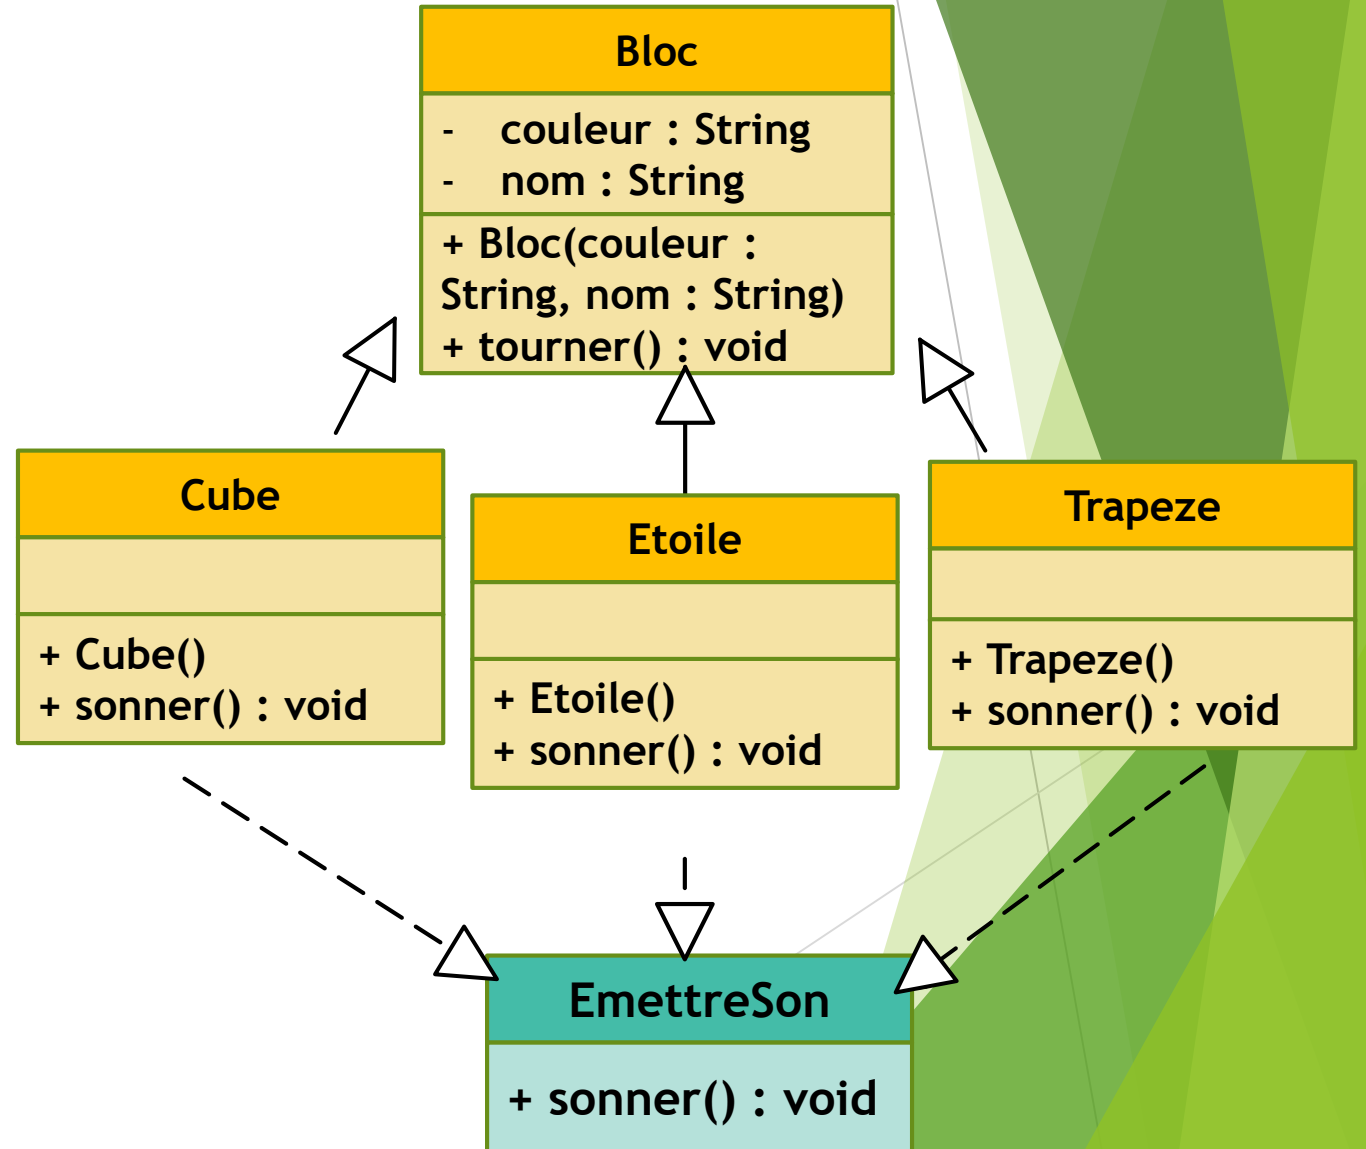 Bloc
- couleur : String
- nom : String
+ Bloc(couleur :
String, nom : String)
+ tourner() : void
Cube
+ Cube()
+ sonner() : void
Etoile
+ Etoile()
+ sonner() : void
Trapeze
+ Trapeze()
+ sonner() : void
EmettreSon
+ sonner() : void